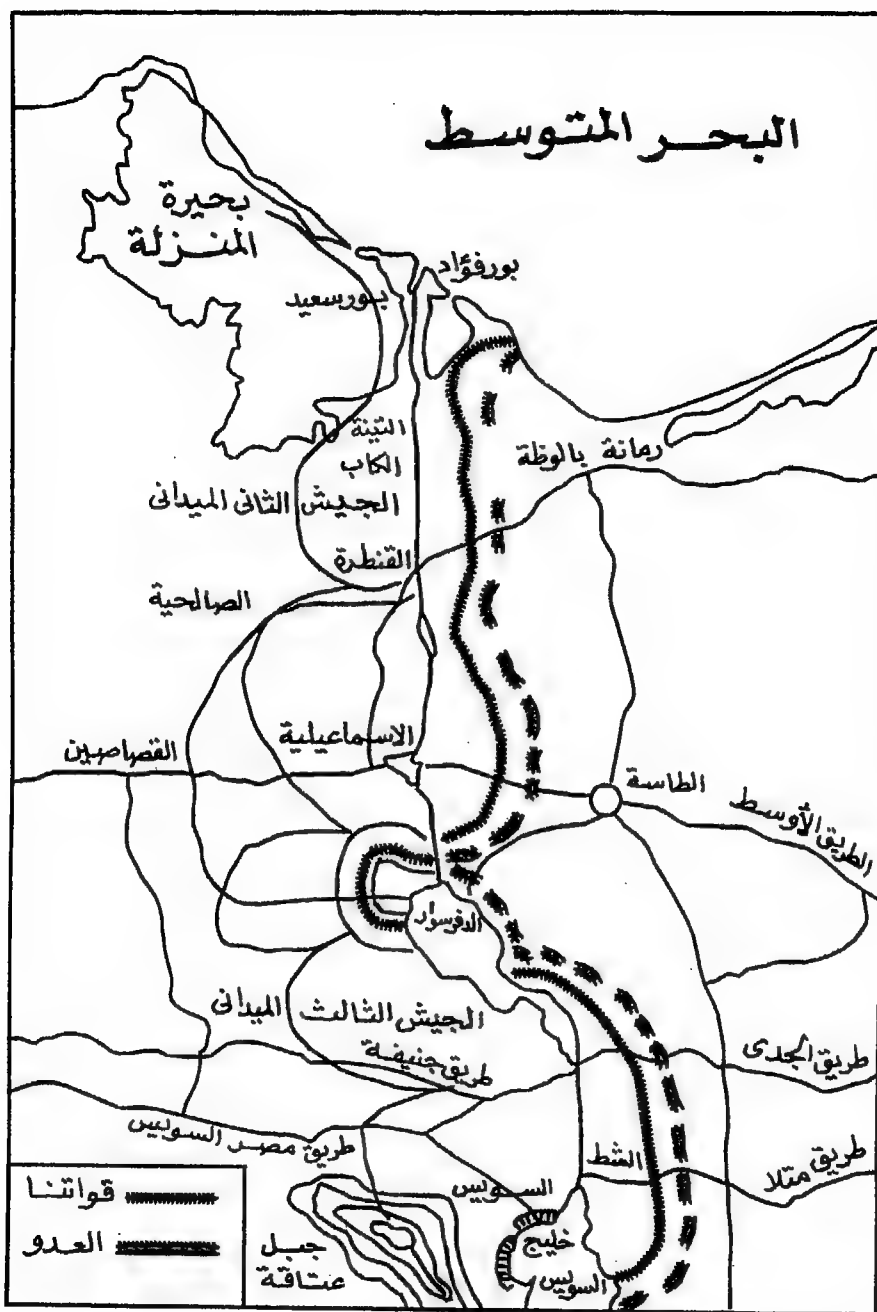 البحر المتوسط
بحيرة
المنزلة
بورفؤاد
بورسعيد
التينة
الكاب
رمانة بالوظة
الجيش الثانى الميدانى
القنطرة
الصالحية
الاسماعيلية
القصاصين
الطاسة
الطريق الأوسط
الدفرسوار
الجيش الثالث الميدانى
طريق جنيفة
طريق الجدى
طريق مصر السويس
الشط
طريق متلا
السويس
خليج
السويس
جبل
عتاقة
قواتنا
العدو